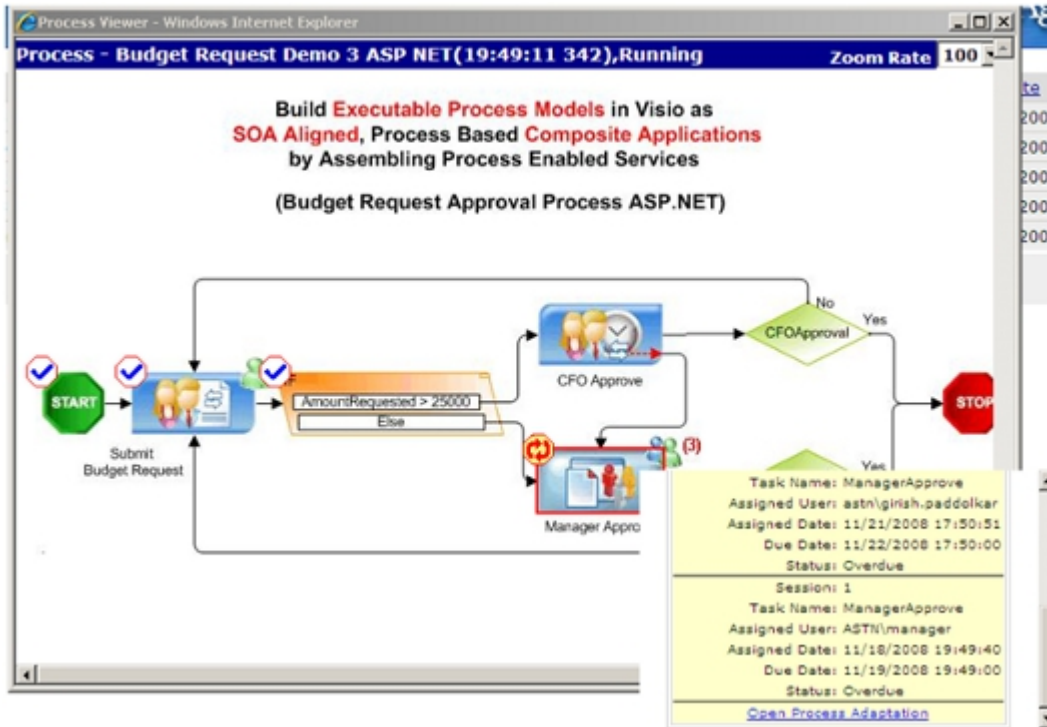 Process Viewer - Windows Internet Explorer
Process - Budget Request Demo 3 ASP NET(19:49:11 342),Running
Zoom Rate 100
Build Executable Process Models in Visio as
SOA Aligned, Process Based Composite Applications
by Assembling Process Enabled Services
(Budget Request Approval Process ASP.NET)
te
200
200
200
200
200
No
CFOApproval
Yes
CFO Approve
START
AmountRequested > 25000
Else
STOP
Submit
Budget Request
(3)
Manager Appro
Yes
Task Name: ManagerApprove
Assigned User: astn\girish.paddolkar
Assigned Date: 11/21/2008 17:50:51
Due Date: 11/22/2008 17:50:00
Status: Overdue
Session: 1
Task Name: ManagerApprove
Assigned User: ASTN\manager
Assigned Date: 11/18/2008 19:49:40
Due Date: 11/19/2008 19:49:00
Status: Overdue
Open Process Adaptation